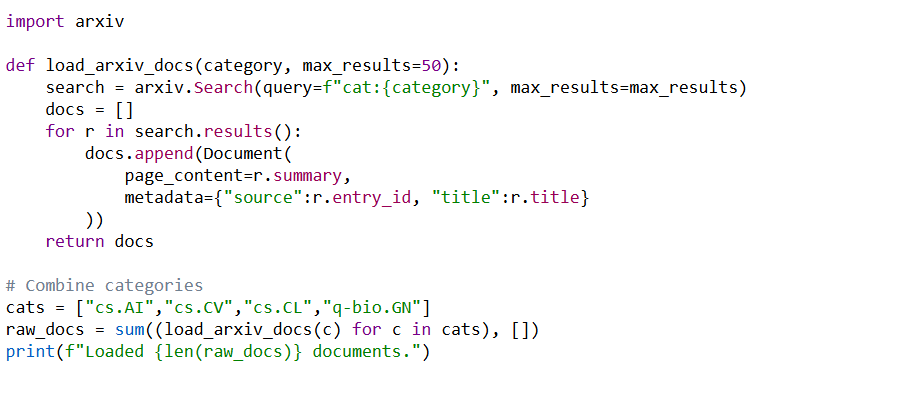 import arxiv

def load_arxiv_docs(category, max_results=50):
    search = arxiv.Search(query=f"cat:{category}", max_results=max_results)
    docs = []
    for r in search.results():
        docs.append(Document(
            page_content=r.summary,
            metadata={"source":r.entry_id, "title":r.title}
        ))
    return docs

# Combine categories
cats = ["cs.AI","cs.CV","cs.CL","q-bio.GN"]
raw_docs = sum((load_arxiv_docs(c) for c in cats), [])
print(f"Loaded {len(raw_docs)} documents.")